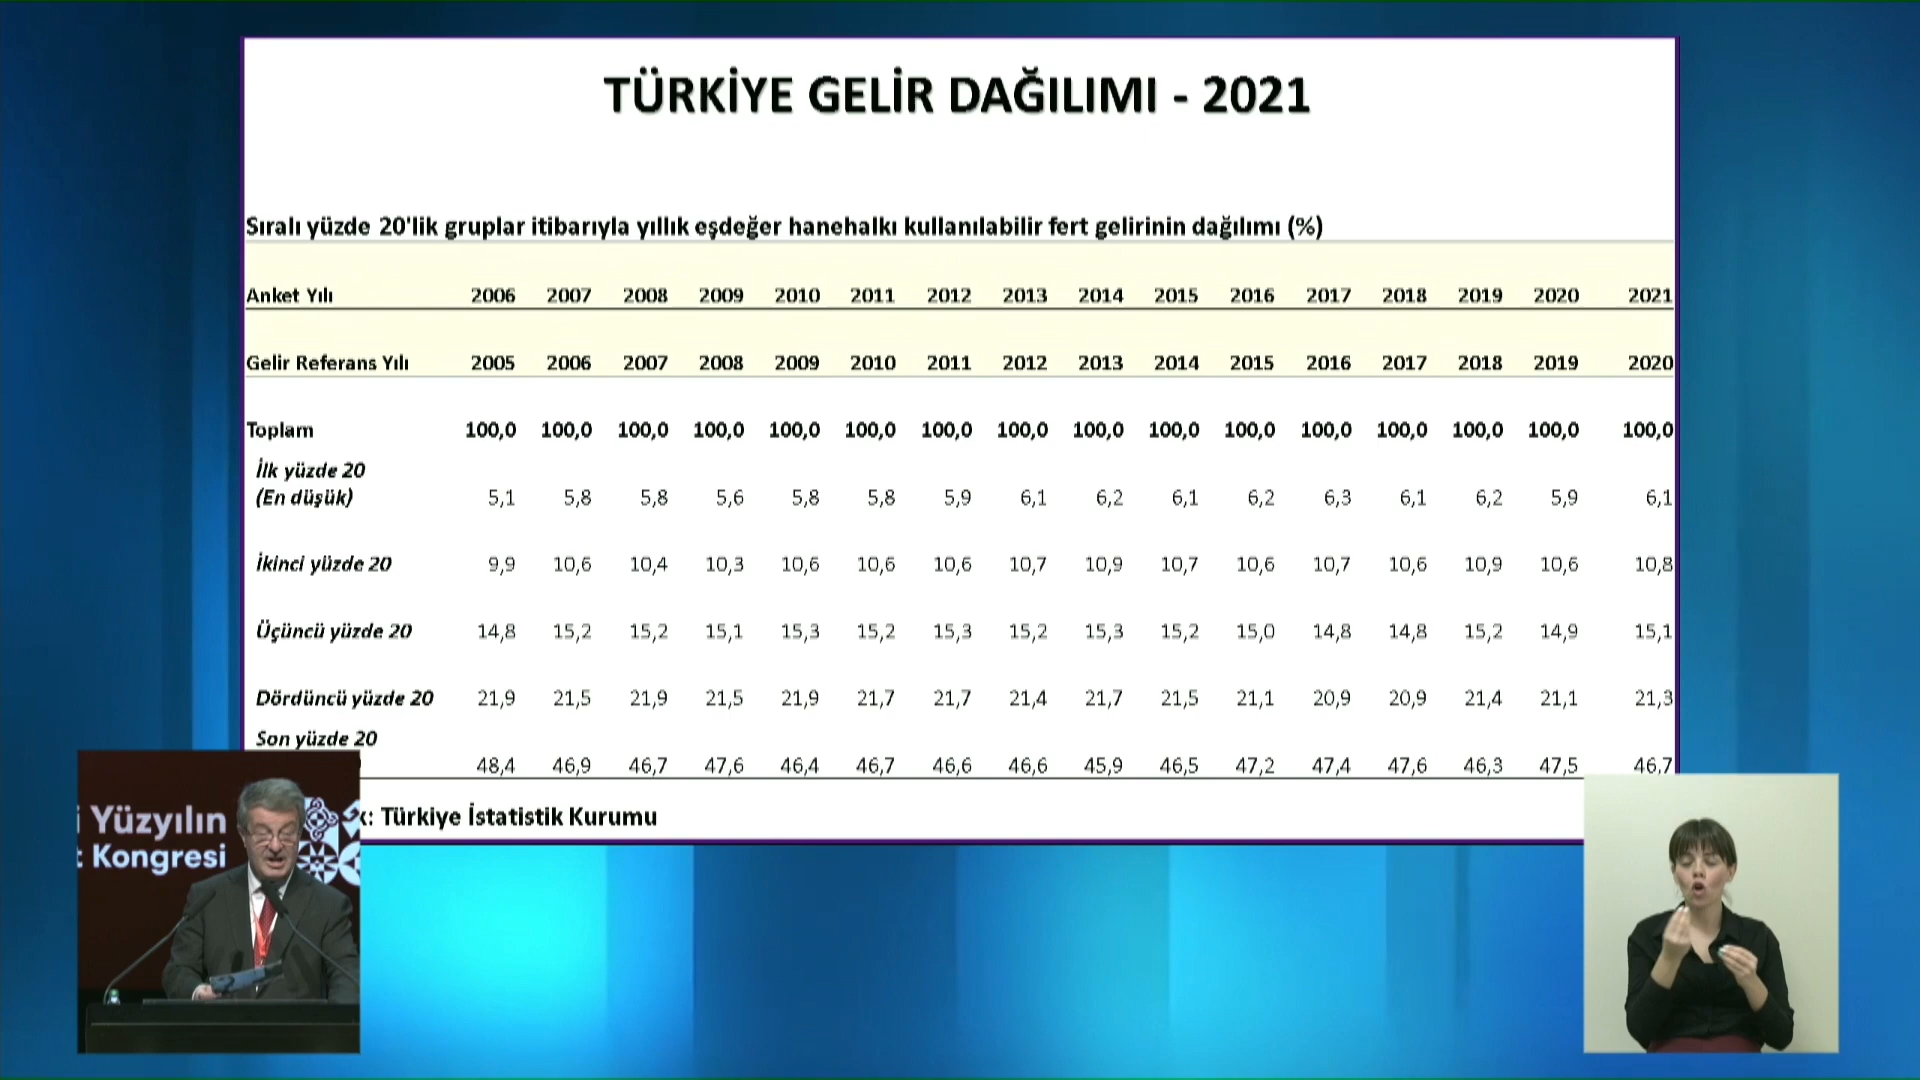 TÜRKİYE GELİR DAĞILIMI - 2021
Sıralı yüzde 20'lik gruplar itibarıyla yıllık eşdeğer hanehalkı kullanılabilir fert gelirinin dağılımı (%)
Anket Yılı 2006 2007 2008 2009 2010 2011 2012 2013 2014 2015 2016 2017 2018 2019 2020 2021
Gelir Referans Yılı 2005 2006 2007 2008 2009 2010 2011 2012 2013 2014 2015 2016 2017 2018 2019 2020
Toplam 100,0 100,0 100,0 100,0 100,0 100,0 100,0 100,0 100,0 100,0 100,0 100,0 100,0 100,0 100,0 100,0
İlk yüzde 20
(En düşük) 5,1 5,8 5,8 5,6 5,8 5,8 5,9 6,1 6,2 6,1 6,2 6,3 6,1 6,2 5,9 6,1
İkinci yüzde 20 9,9 10,6 10,4 10,3 10,6 10,6 10,6 10,7 10,9 10,7 10,6 10,7 10,6 10,9 10,6 10,8
Üçüncü yüzde 20 14,8 15,2 15,2 15,1 15,3 15,2 15,3 15,2 15,3 15,2 15,0 14,8 14,8 15,2 14,9 15,1
Dördüncü yüzde 20 21,9 21,5 21,9 21,5 21,9 21,7 21,7 21,4 21,7 21,5 21,1 20,9 20,9 21,4 21,1 21,3
Son yüzde 20
48,4 46,9 46,7 47,6 46,4 46,7 46,6 46,6 45,9 46,5 47,2 47,4 47,6 46,3 47,5 46,7
: Türkiye İstatistik Kurumu
Yüzyılın
Kongresi